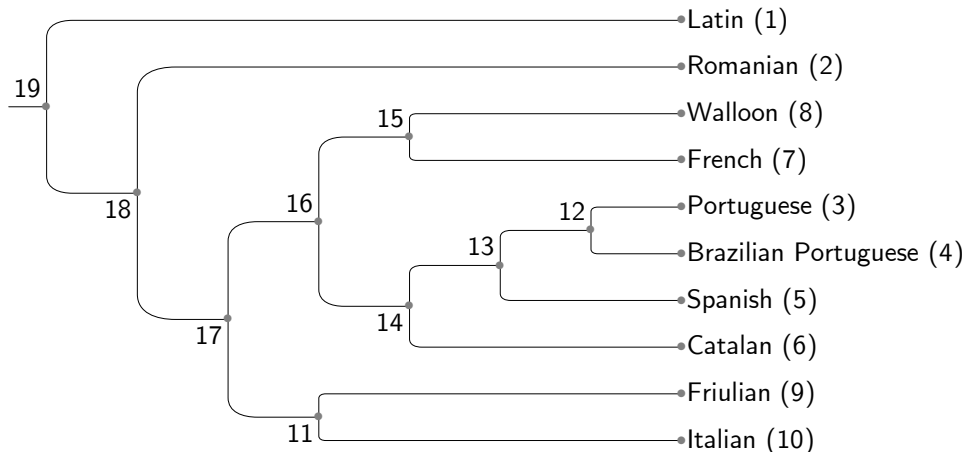 Latin (1)
19
Romanian (2)
Walloon (8)
15
French (7)
16
Portuguese (3)
12
18
13
Brazilian Portuguese (4)
Spanish (5)
14
17
Catalan (6)
Friulian (9)
11
Italian (10)